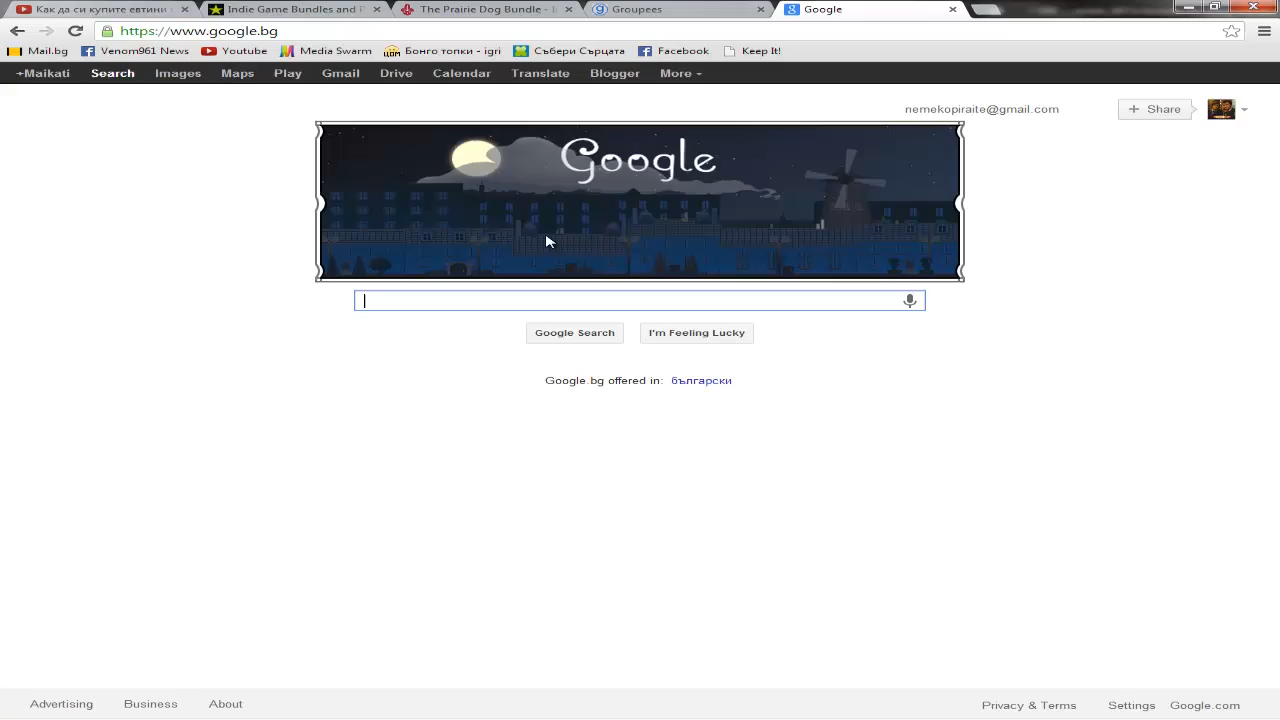 Как да си купите евтини
Indie Game Bundles and P
The Prairie Dog Bundle - I
Groupees
Google
https://www.google.bg
Mail.bg
Venom961 News
Youtube
Media Swarm
Бонго топки - igri
Събери Сърцата
Facebook
Keep It!
+Maikati
Search
Images
Maps
Play
Gmail
Drive
Calendar
Translate
Blogger
More
nemekopiraite@gmail.com
+ Share
Google
Google Search
I'm Feeling Lucky
Google.bg offered in: български
Advertising
Business
About
Privacy & Terms
Settings
Google.com